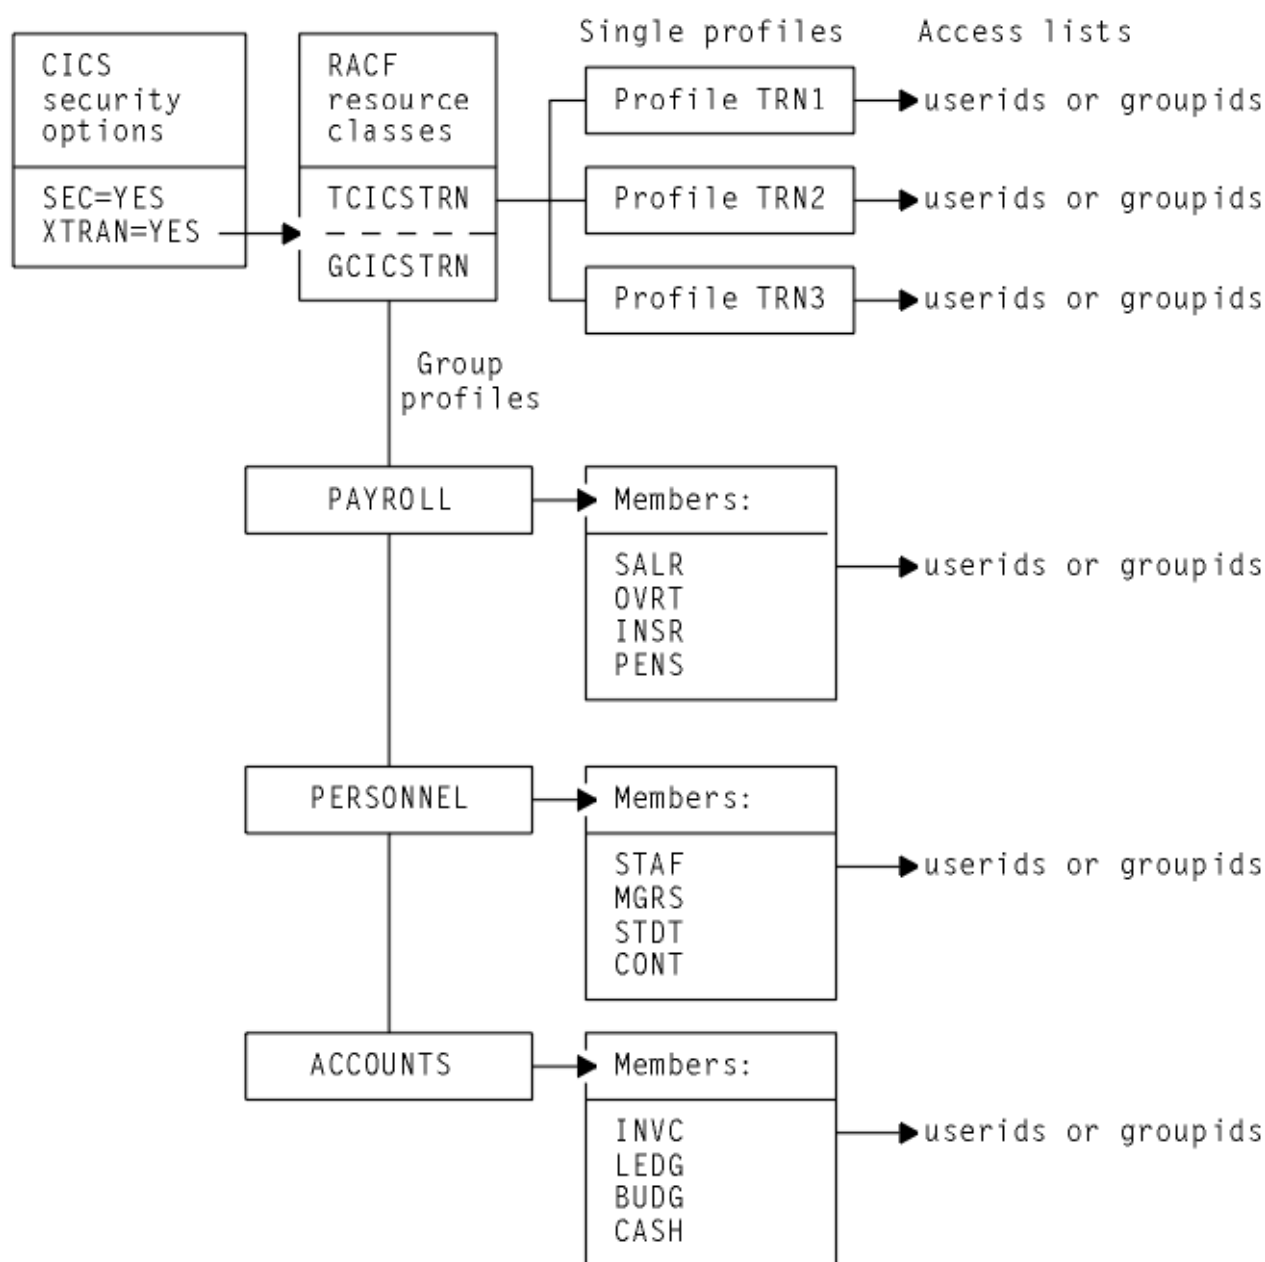 Single profiles
Access lists
CICS
security
options
SEC=YES
XTRAN=YES
RACF
resource
classes
TCICSTRN
GCICSTRN
Profile TRN1
userids or groupids
Profile TRN2
userids or groupids
Profile TRN3
userids or groupids
Group
profiles
PAYROLL
Members:
SALR
OVRT
INSR
PENS
userids or groupids
PERSONNEL
Members:
STAF
MGRS
STDT
CONT
userids or groupids
ACCOUNTS
Members:
INVC
LEDG
BUDG
CASH
userids or groupids